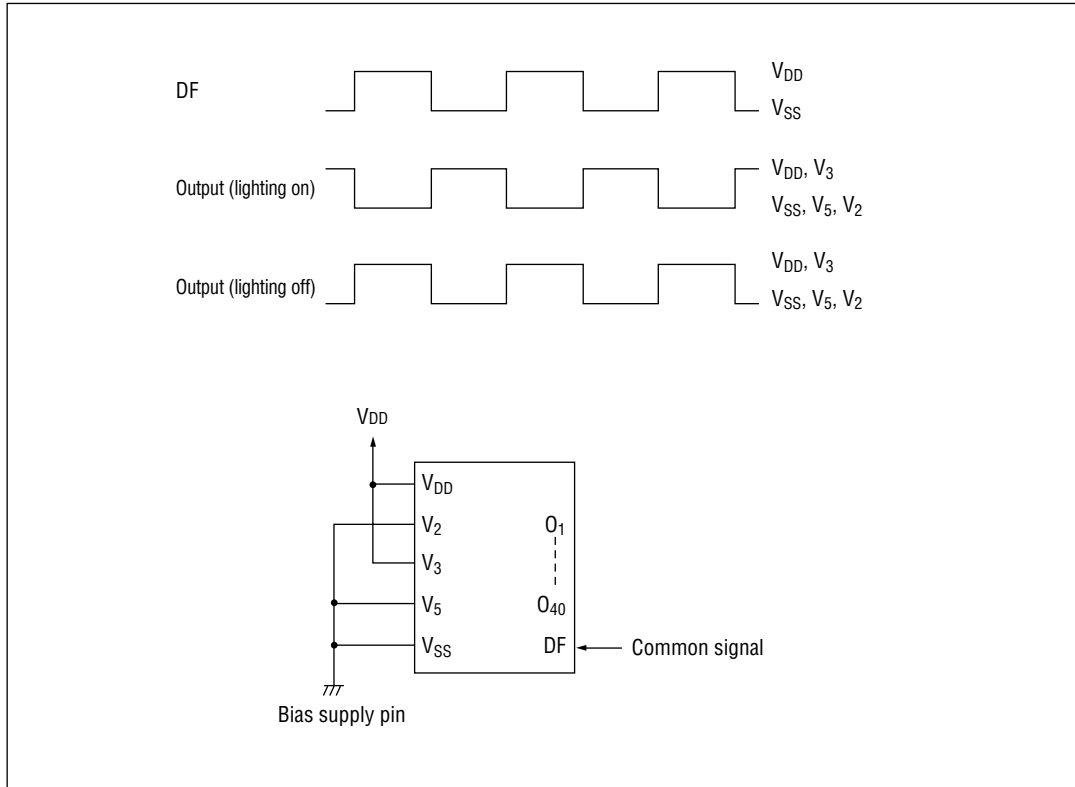 DF
VDD
VSS
Output (lighting on)
VDD, V3
VSS, V5, V2
Output (lighting off)
VDD, V3
VSS, V5, V2
VDD
VDD
V2
O1
V3
V5
O40
VSS
DF
Common signal
Bias supply pin